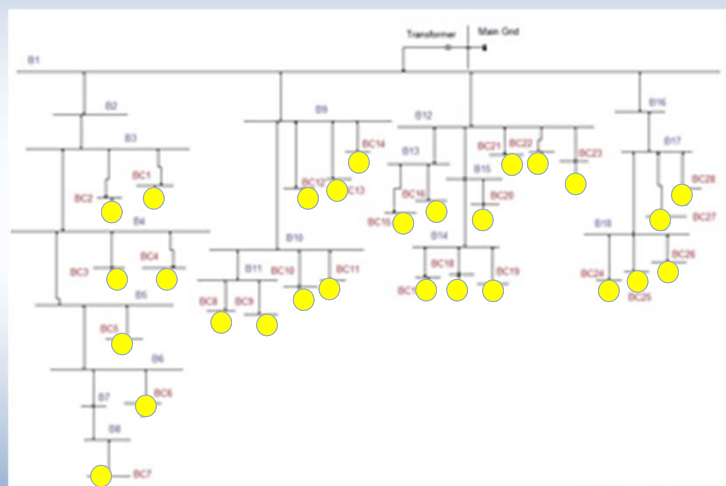 Transformer
Main Grid
B1
B2
B16
B9
B12
B3
BC14
BC21
BC22
B17
B13
BC23
BC1
BC12
C13
B15
BC28
BC2
BC16
BC20
BC15
BC27
B4
B18
B10
B14
BC3
BC4
B11
BC10
BC11
BC18
BC19
BC24
BC26
BC1
BC25
B5
BC8
BC9
BC5
B6
BC6
B7
B8
BC7